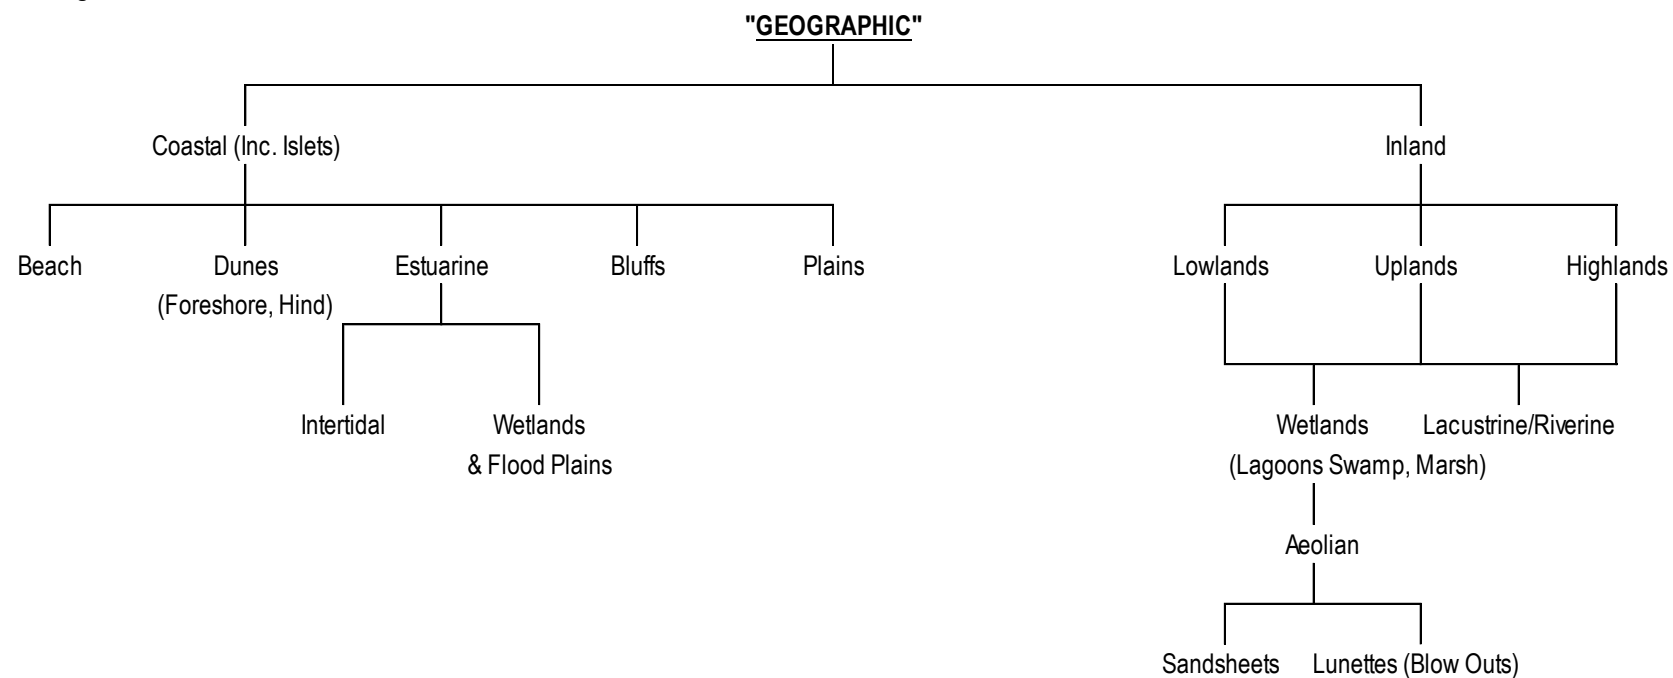 "GEOGRAPHIC"
Coastal (Inc. Islets)
Inland
Beach
Dunes
(Foreshore, Hind)
Estuarine
Bluffs
Plains
Lowlands
Uplands
Highlands
Intertidal
Wetlands
& Flood Plains
Wetlands
(Lagoons Swamp, Marsh)
Lacustrine/Riverine
Aeolian
Sandsheets
Lunettes (Blow Outs)